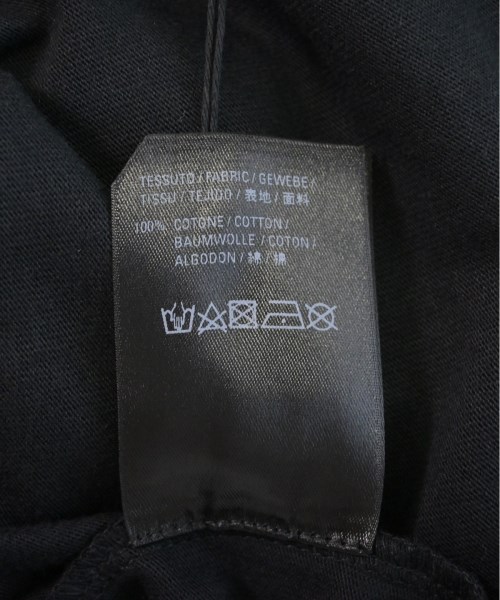 TESSUTO / FABRIC / GEWEBE /
TISSU / TEJIDO / 表地 / 面料
100% COTONE / COTTON /
BAUMWOLLE / COTON /
ALGODON / 綿 / 棉